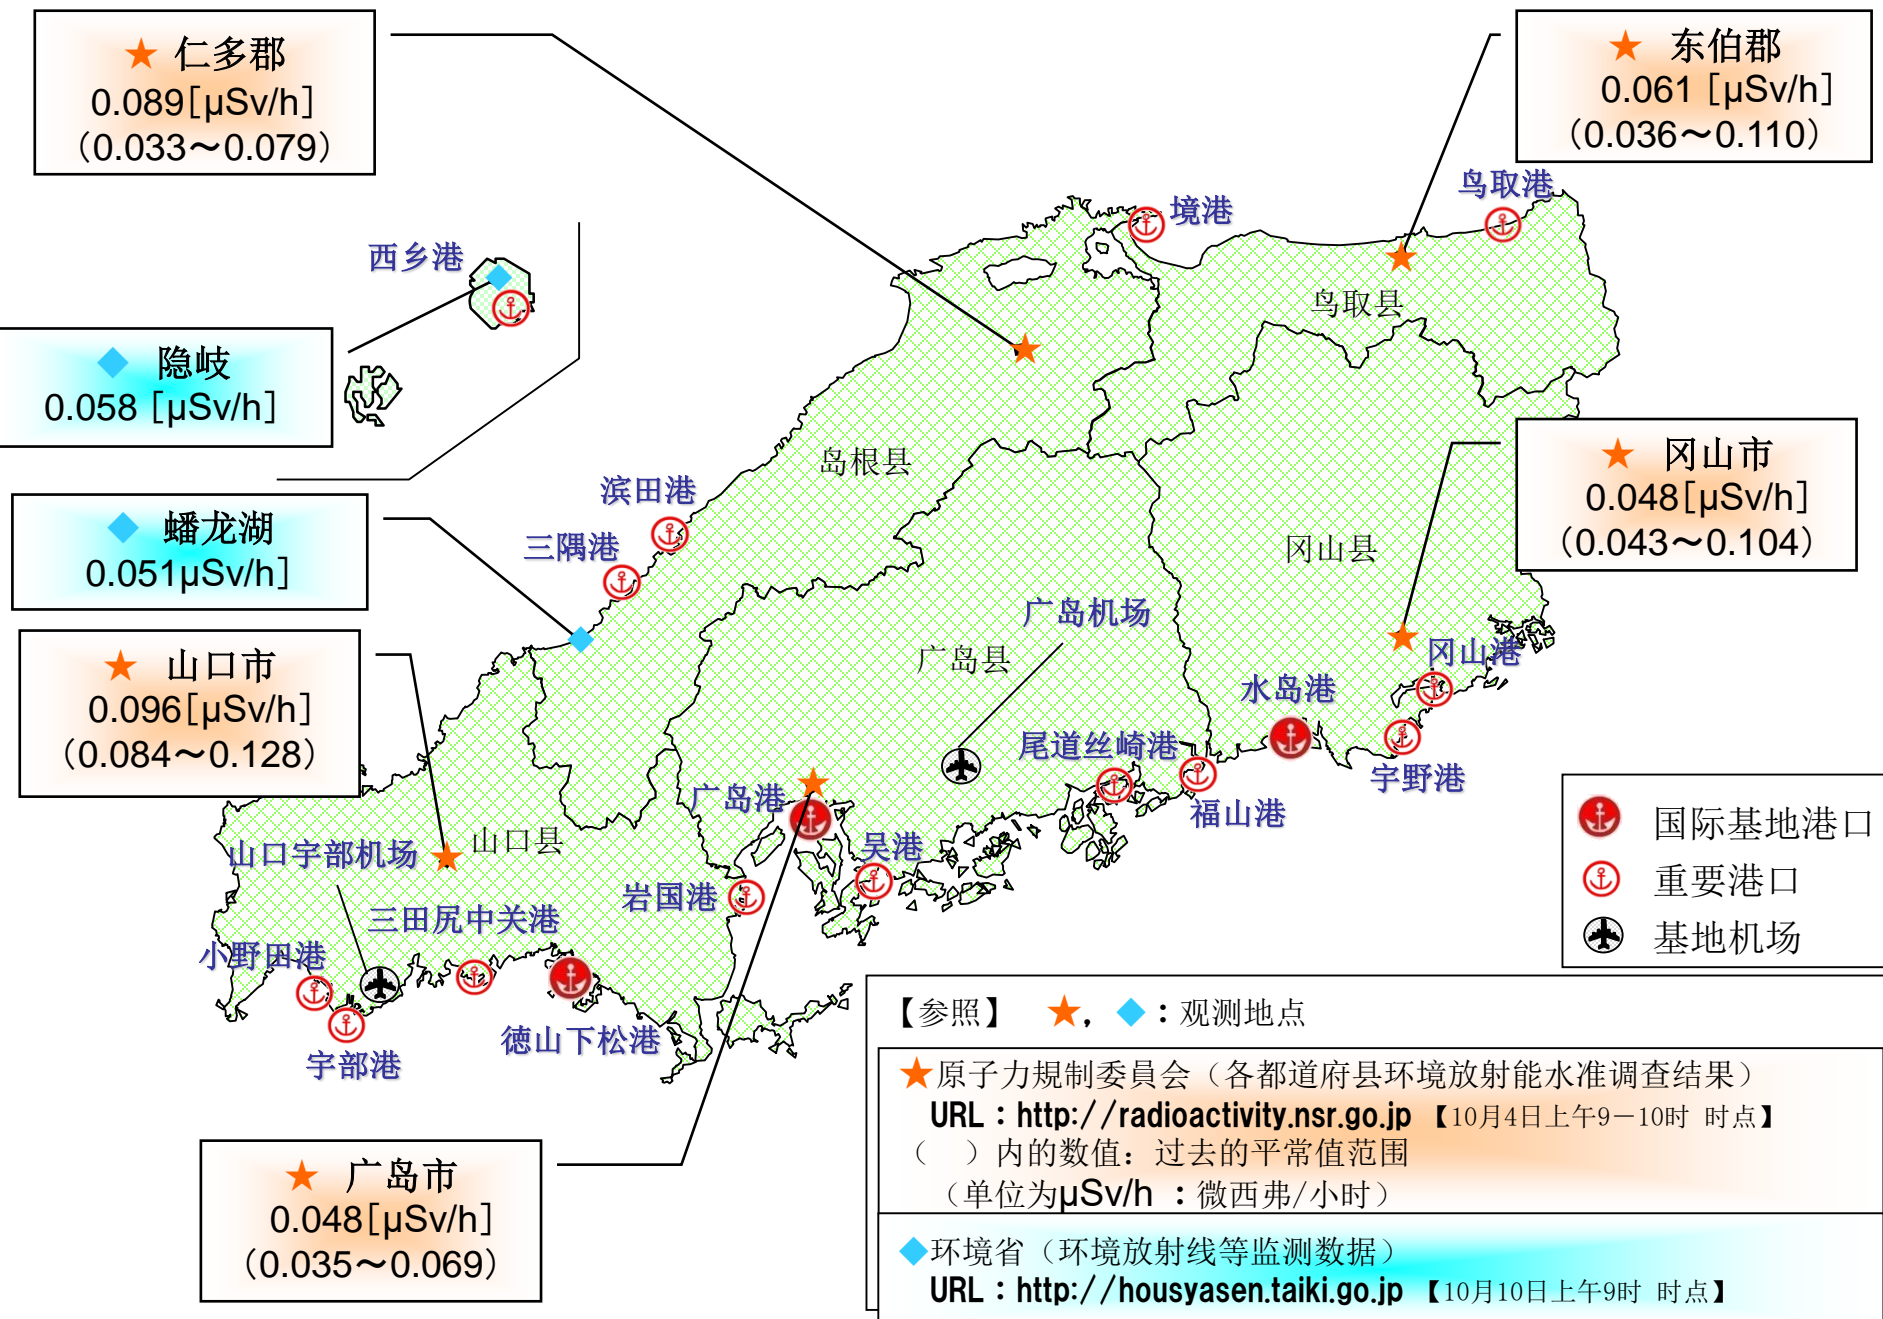 ★ 仁多郡
0.089[μSv/h]
（0.033～0.079）
★ 东伯郡
0.061 [μSv/h]
（0.036～0.110）
鸟取港
境港
西乡港
鸟取县
◆ 隐岐
0.058 [μSv/h]
岛根县
★ 冈山市
0.048[μSv/h]
（0.043～0.104）
滨田港
◆ 蟠龙湖
0.051μSv/h]
三隅港
冈山县
广岛机场
★ 山口市
0.096[μSv/h]
（0.084～0.128）
广岛县
冈山港
水岛港
尾道丝崎港
宇野港
广岛港
福山港
山口县
吴港
山口宇部机场
岩国港
三田尻中关港
小野田港
德山下松港
宇部港
国际基地港口
重要港口
基地机场
★ 广岛市
0.048[μSv/h]
（0.035～0.069）
【参照】 ★，◆：观测地点
★原子力規制委員会（各都道府县环境放射能水准调查结果）
URL：http://radioactivity.nsr.go.jp 【10月4日上午9－10时 时点】
（ ）内的数值：过去的平常值范围
（单位为μSv/h ：微西弗/小时）
◆环境省（环境放射线等监测数据）
URL：http://housyasen.taiki.go.jp 【10月10日上午9时 时点】